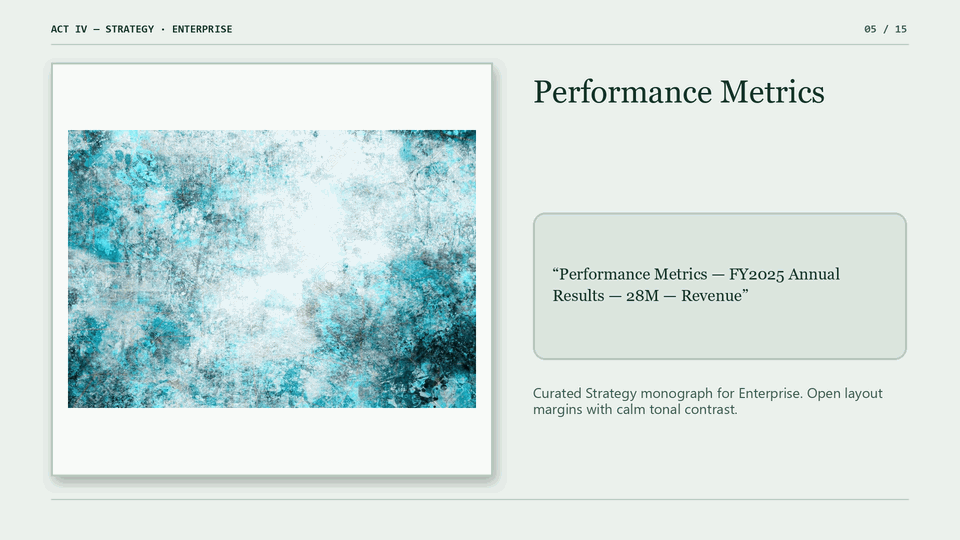 ACT IV — STRATEGY · ENTERPRISE
05 / 15
Performance Metrics
“Performance Metrics — FY2025 Annual
Results — 28M — Revenue”
Curated Strategy monograph for Enterprise. Open layout
margins with calm tonal contrast.